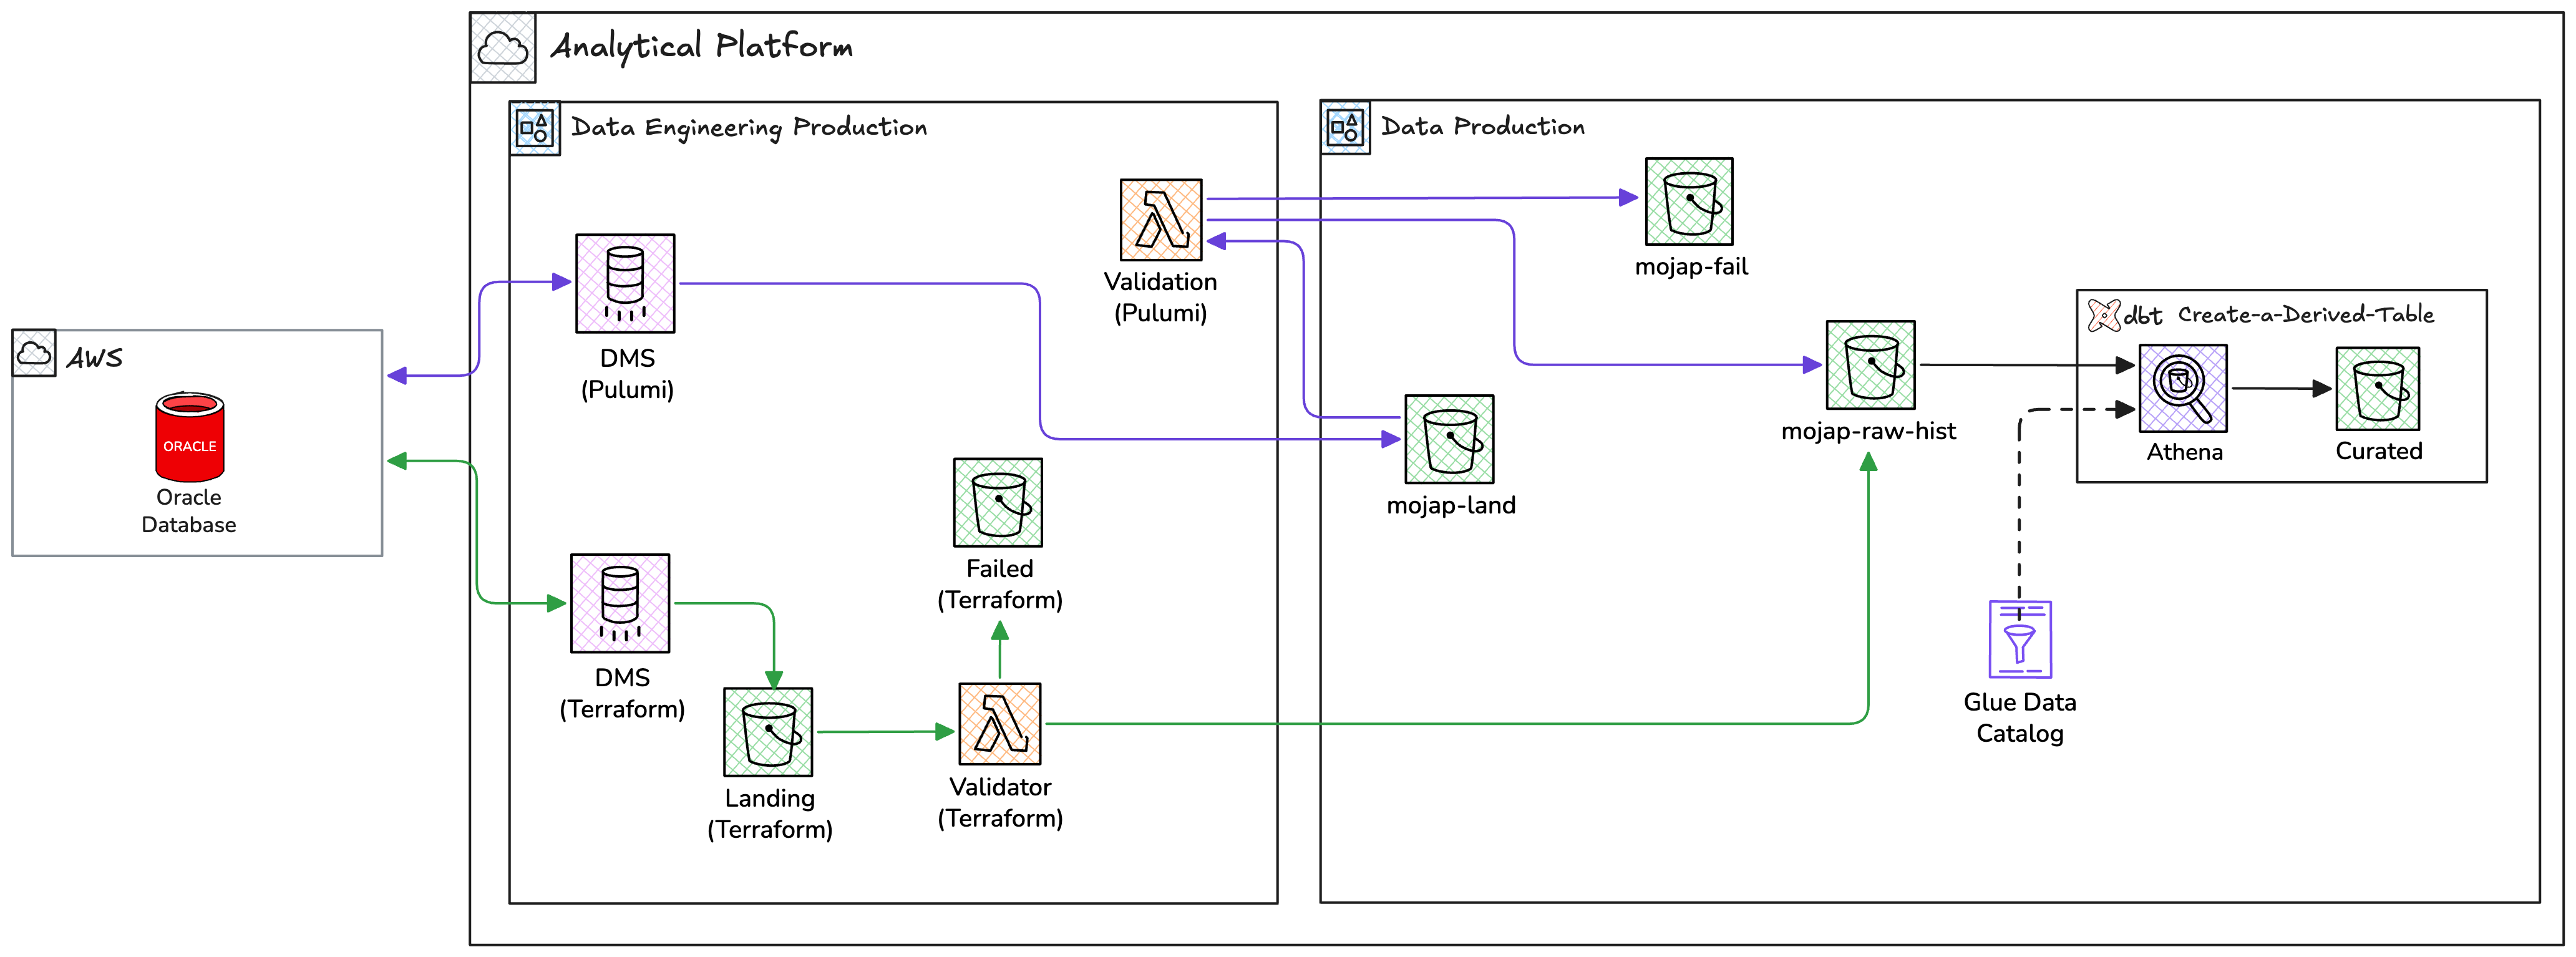 Analytical Platform
Data Engineering Production
Data Production
Validation
(Pulumi)
mojap-fail
DMS
(Pulumi)
dbt Create-a-Derived-Table
AWS
ORACLE
Oracle
Database
mojap-raw-hist
Athena
Curated
mojap-land
Failed
(Terraform)
DMS
(Terraform)
Glue Data
Catalog
Landing
(Terraform)
Validator
(Terraform)